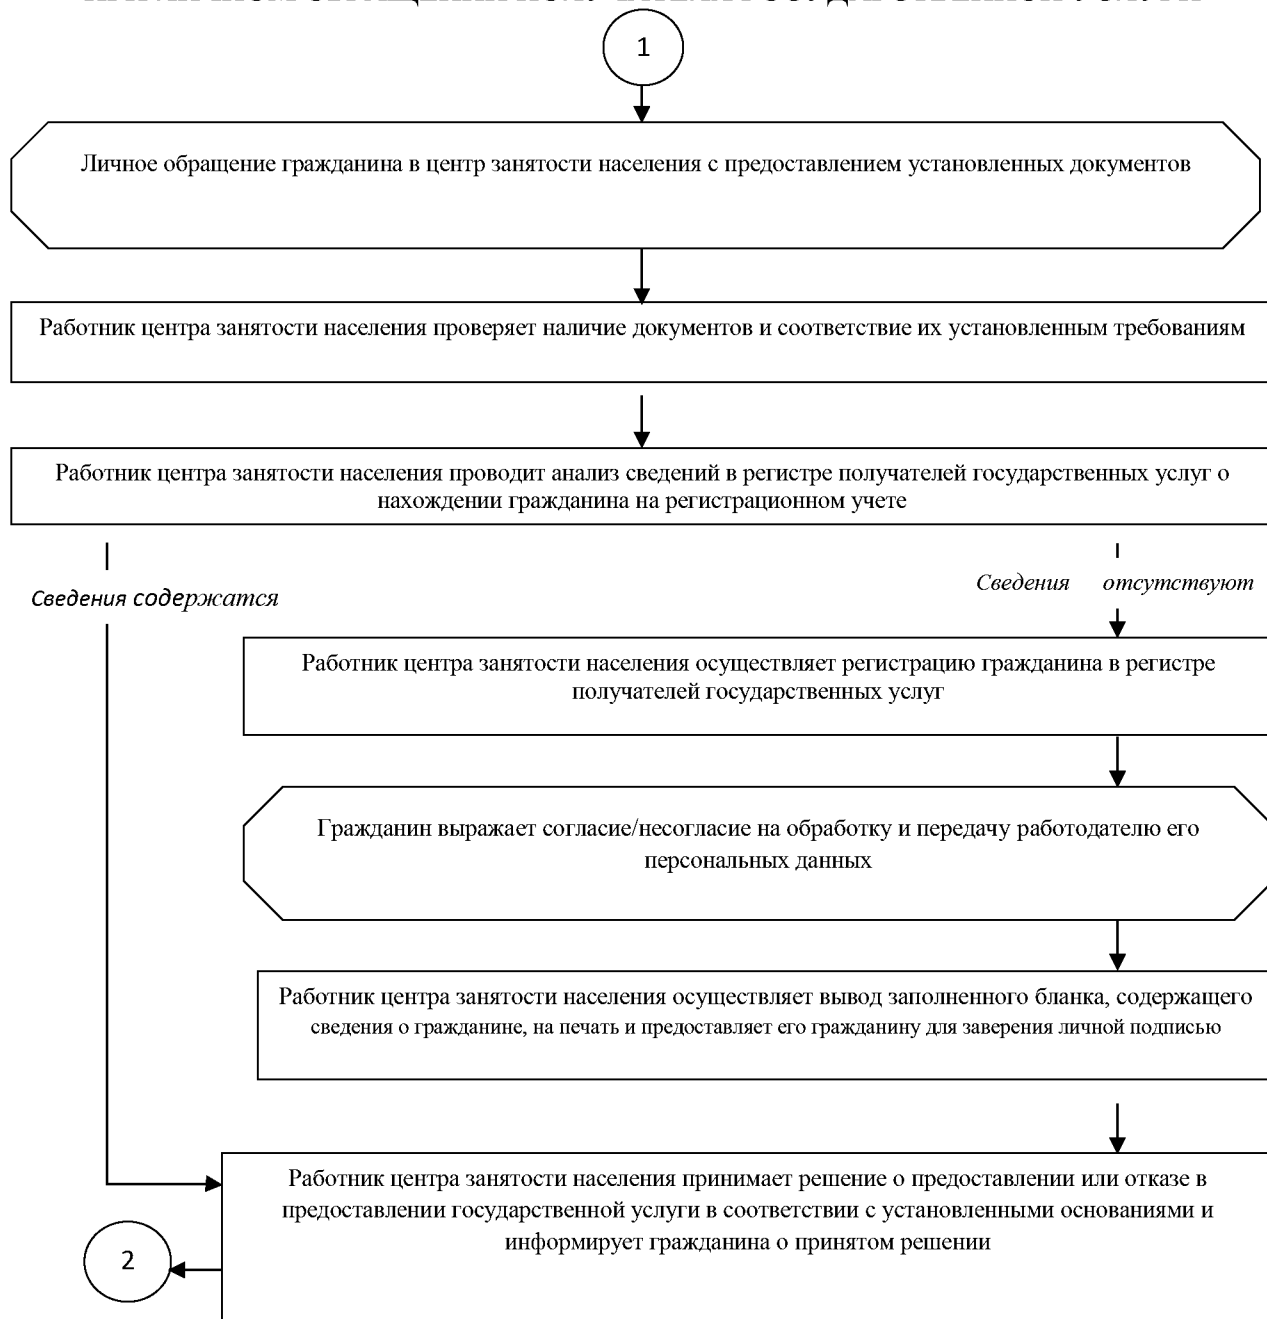 1
Личное обращение гражданина в центр занятости населения с предоставлением установленных документов
Работник центра занятости населения проверяет наличие документов и соответствие их установленным требованиям
Работник центра занятости населения проводит анализ сведений в регистре получателей государственных услуг о
нахождении гражданина на регистрационном учете
Сведения отсутствуют
Сведения содержатся
Работник центра занятости населения осуществляет регистрацию гражданина в регистре
получателей государственных услуг
Гражданин выражает согласие/несогласие на обработку и передачу работодателю его
персональных данных
Работник центра занятости населения осуществляет вывод заполненного бланка, содержащего
сведения о гражданине, на печать и предоставляет его гражданину для заверения личной подписью
Работник центра занятости населения принимает решение о предоставлении или отказе в
предоставлении государственной услуги в соответствии с установленными основаниями и
информирует гражданина о принятом решении
2